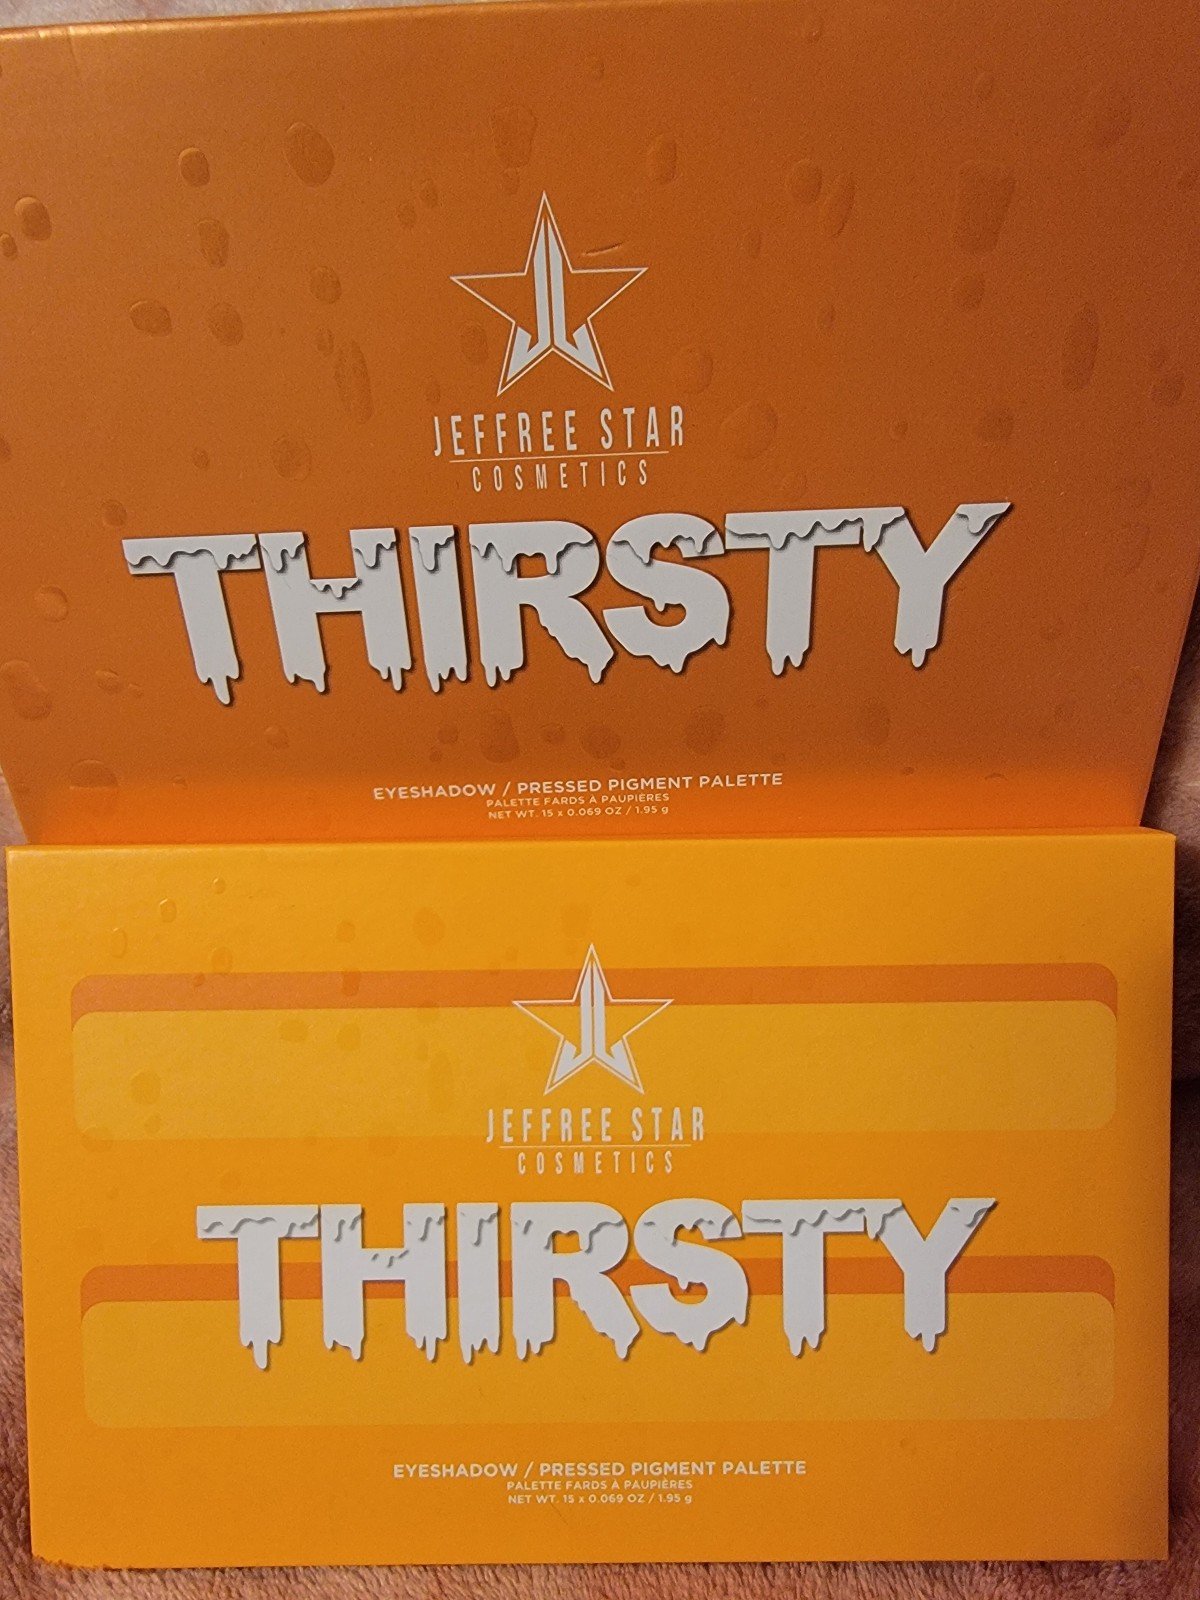 JEFFREE STAR
COSMETICS
THIRSTY
EYESHADOW / PRESSED PIGMENT PALETTE
PALETTE FARDS À PAUPIÈRES
NET WT. 15 x 0.069 OZ / 1.95 g
JEFFREE STAR
COSMETICS
THIRSTY
EYESHADOW / PRESSED PIGMENT PALETTE
PALETTE FARDS À PAUPIÈRES
NET WT. 15 x 0.069 OZ / 1.95 g